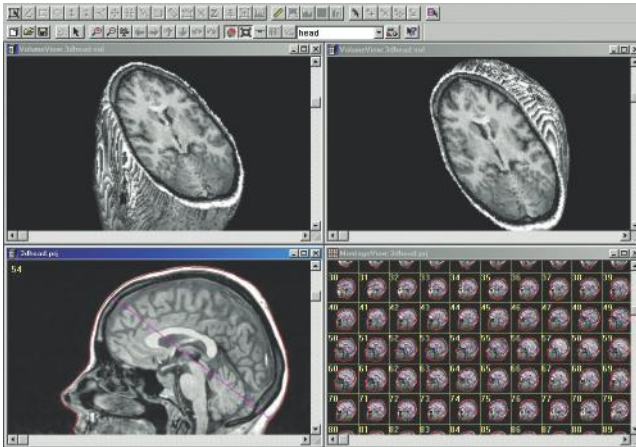 head
VolumeView:3dhead.vol
VolumeView:3dhead.vol
3dhead.prj
MontageView:3dhead.prj
54
30 31 32 33 34 35 36 37 38 39
40 41 42 43 44 45 46 47 48 49
50 51 52 53 54 55 56 57 58 59
60 61 62 63 64 65 66 67 68 69
70 71 72 73 74 75 76 77 78 79
80 81 82 83 84 85 86 87 88 89